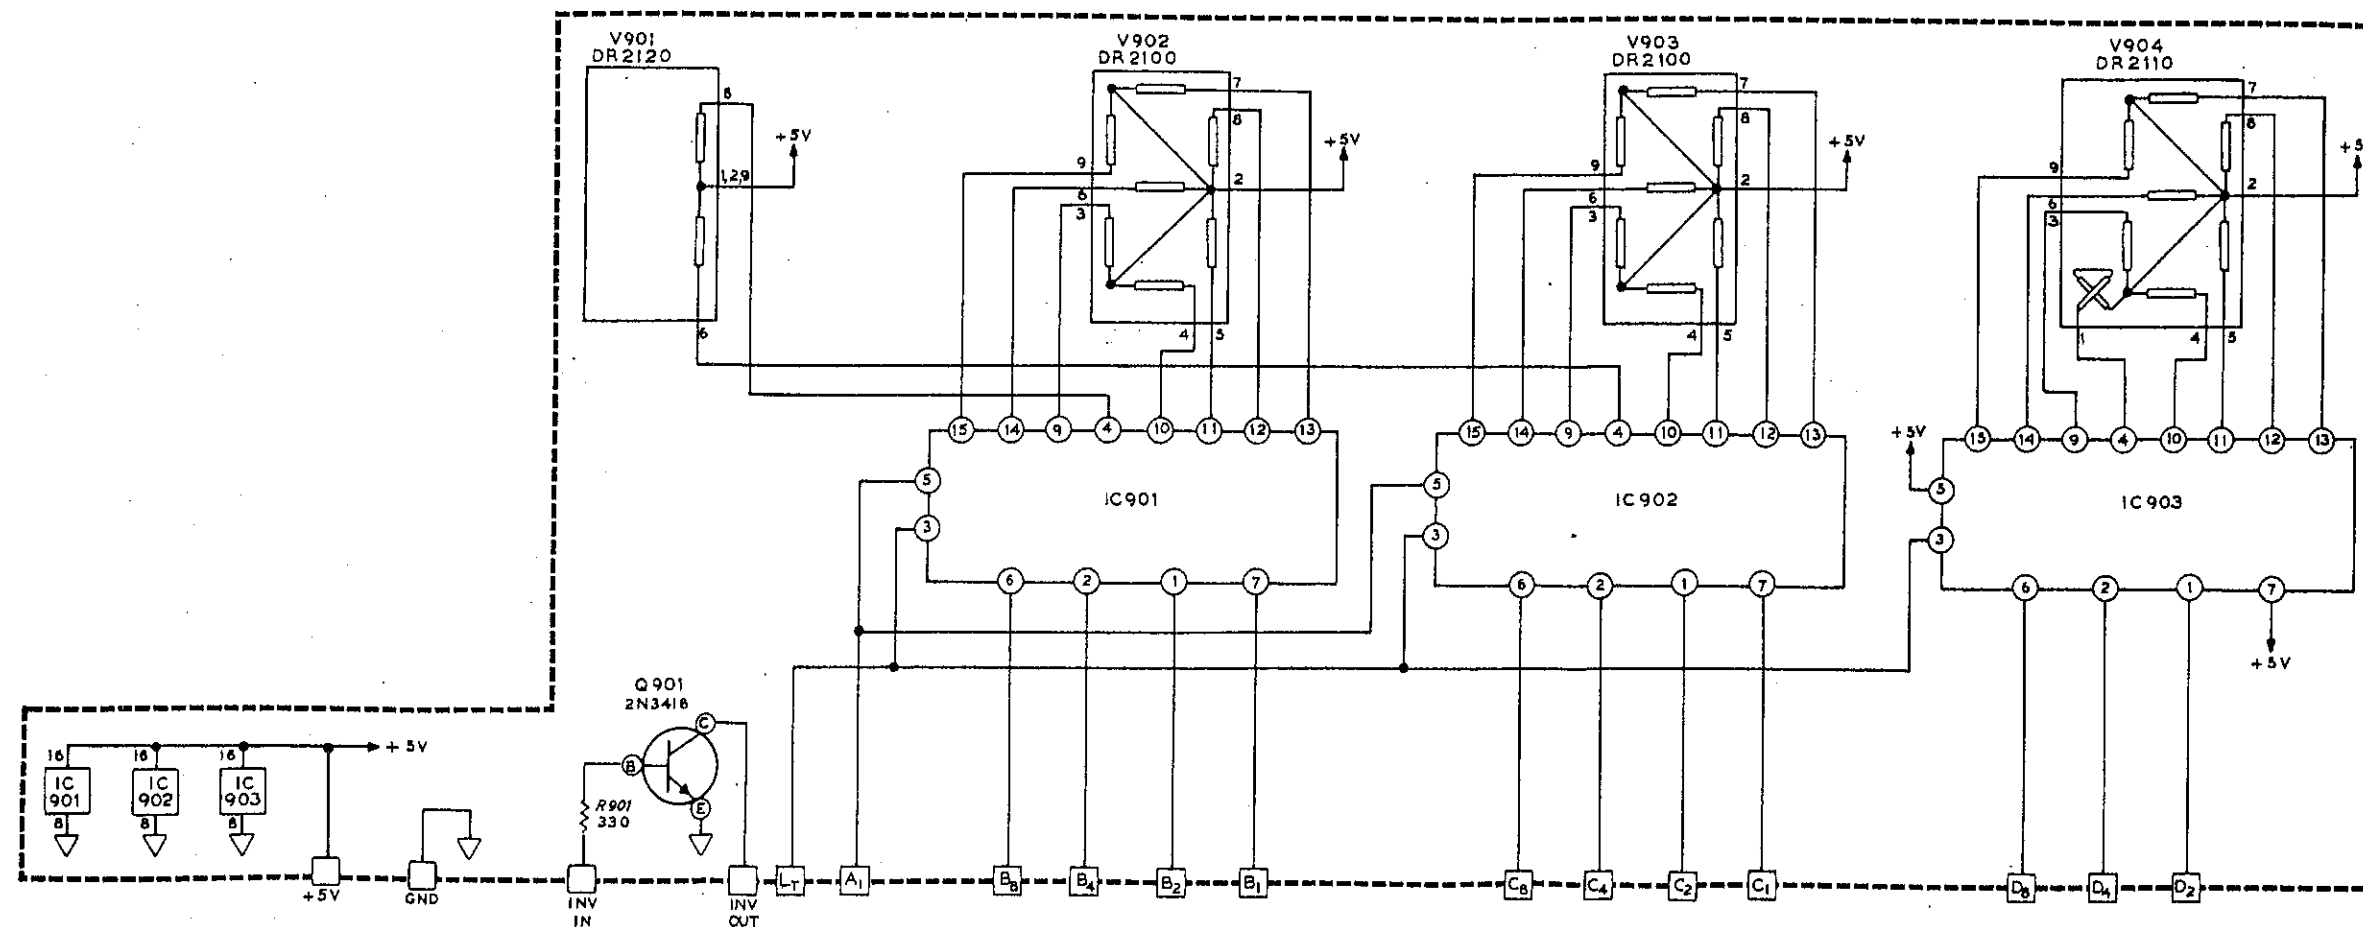 V901
DR2120
8
+5V
1,2,9
6
V902
DR2100
7
8
9
2
6
3
4
5
+5V
V903
DR2100
7
8
9
2
6
3
4
5
+5V
V904
DR2110
7
8
9
2
6
3
1
4
5
+5
15 14 9 4 10 11 12 13
5
3
IC901
6 2 1 7
15 14 9 4 10 11 12 13
5
3
IC902
6 2 1 7
+5V
15 14 9 4 10 11 12 13
5
3
IC903
6 2 1 7
+5V
Q901
2N3418
C
B
E
R901
330
+5V
16 16 16
IC
901
IC
902
IC
903
8 8 8
+5V
GND
INV
IN
INV
OUT
LT
A1
B8
B4
B2
B1
C8
C4
C2
C1
D8
D4
D2